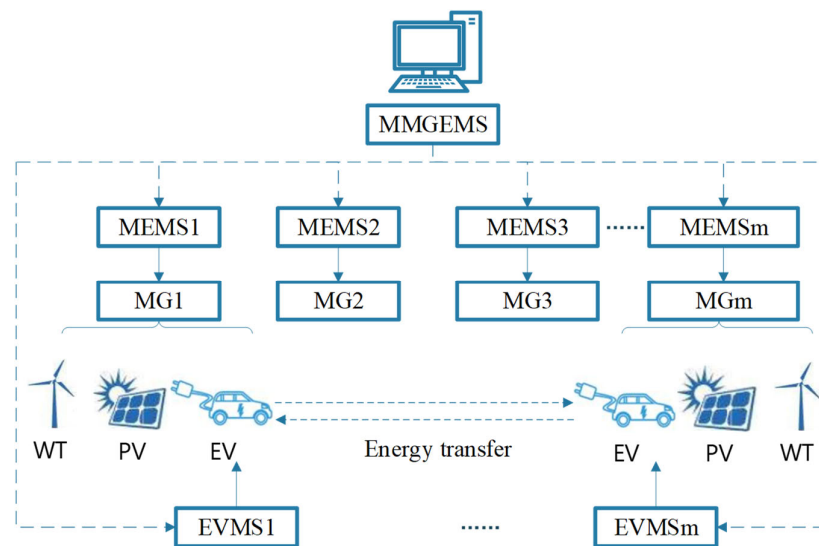 MMGEMS
MEMS1
MEMS2
MEMS3
......
MEMSm
MG1
MG2
MG3
MGm
WT
PV
EV
Energy transfer
EV
PV
WT
EVMS1
......
EVMSm